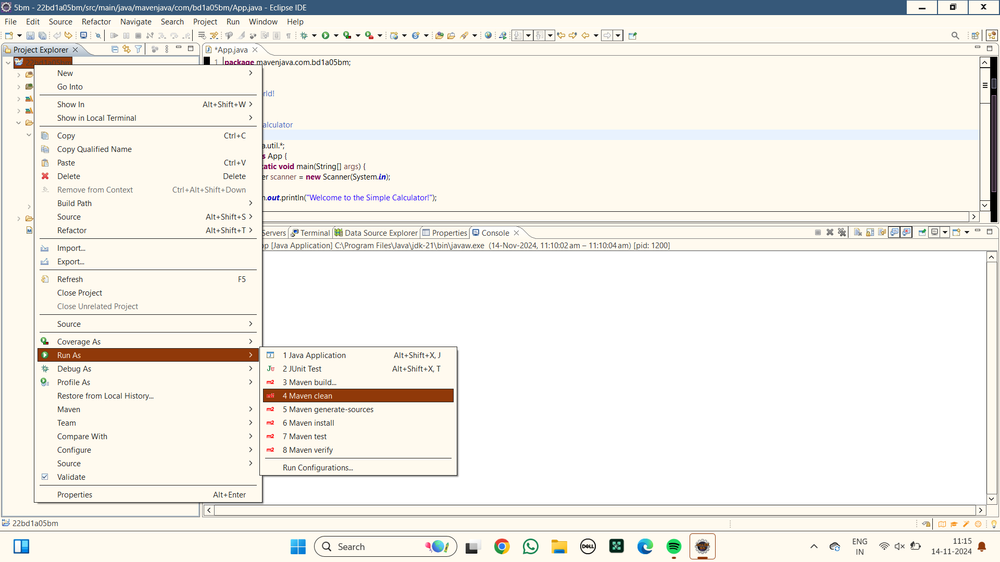 5bm - 22bd1a05bm/src/main/java/mavenjava/com/bd1a05bm/App.java - Eclipse IDE
File Edit Source Refactor Navigate Search Project Run Window Help
Project Explorer
*App.java
22bd1a05bm
1 package mavenjava.com.bd1a05bm;
rld!
alculator
a.util.*;
s App {
tatic void main(String[] args) {
er scanner = new Scanner(System.in);
n.out.println("Welcome to the Simple Calculator!");
New
Go Into
Show In Alt+Shift+W
Show in Local Terminal
Copy Ctrl+C
Copy Qualified Name
Paste Ctrl+V
Delete Delete
Remove from Context Ctrl+Alt+Shift+Down
Build Path
Source Alt+Shift+S
Refactor Alt+Shift+T
Import...
Export...
Refresh F5
Close Project
Close Unrelated Project
Source
Coverage As
Run As
Debug As
Profile As
Restore from Local History...
Maven
Team
Compare With
Configure
Source
Validate
Properties Alt+Enter
Servers Terminal Data Source Explorer Properties Console
pp [Java Application] C:\Program Files\Java\jdk-21\bin\javaw.exe (14-Nov-2024, 11:10:02 am – 11:10:04 am) [pid: 1200]
1 Java Application Alt+Shift+X, J
2 JUnit Test Alt+Shift+X, T
3 Maven build...
4 Maven clean
5 Maven generate-sources
6 Maven install
7 Maven test
8 Maven verify
Run Configurations...
22bd1a05bm
Search
DELL
ENG
IN
11:15
14-11-2024